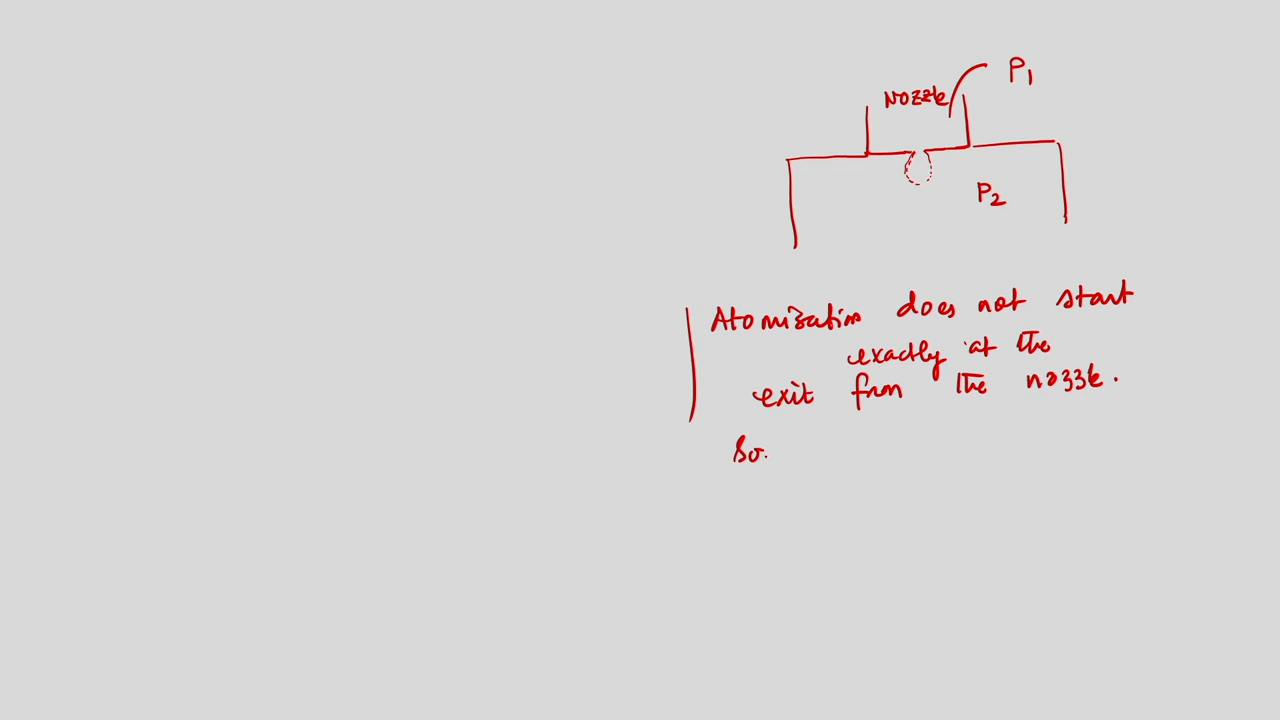 Nozzle P1
P2
Atomization does not start
exactly at the
exit from the nozzle.
So.